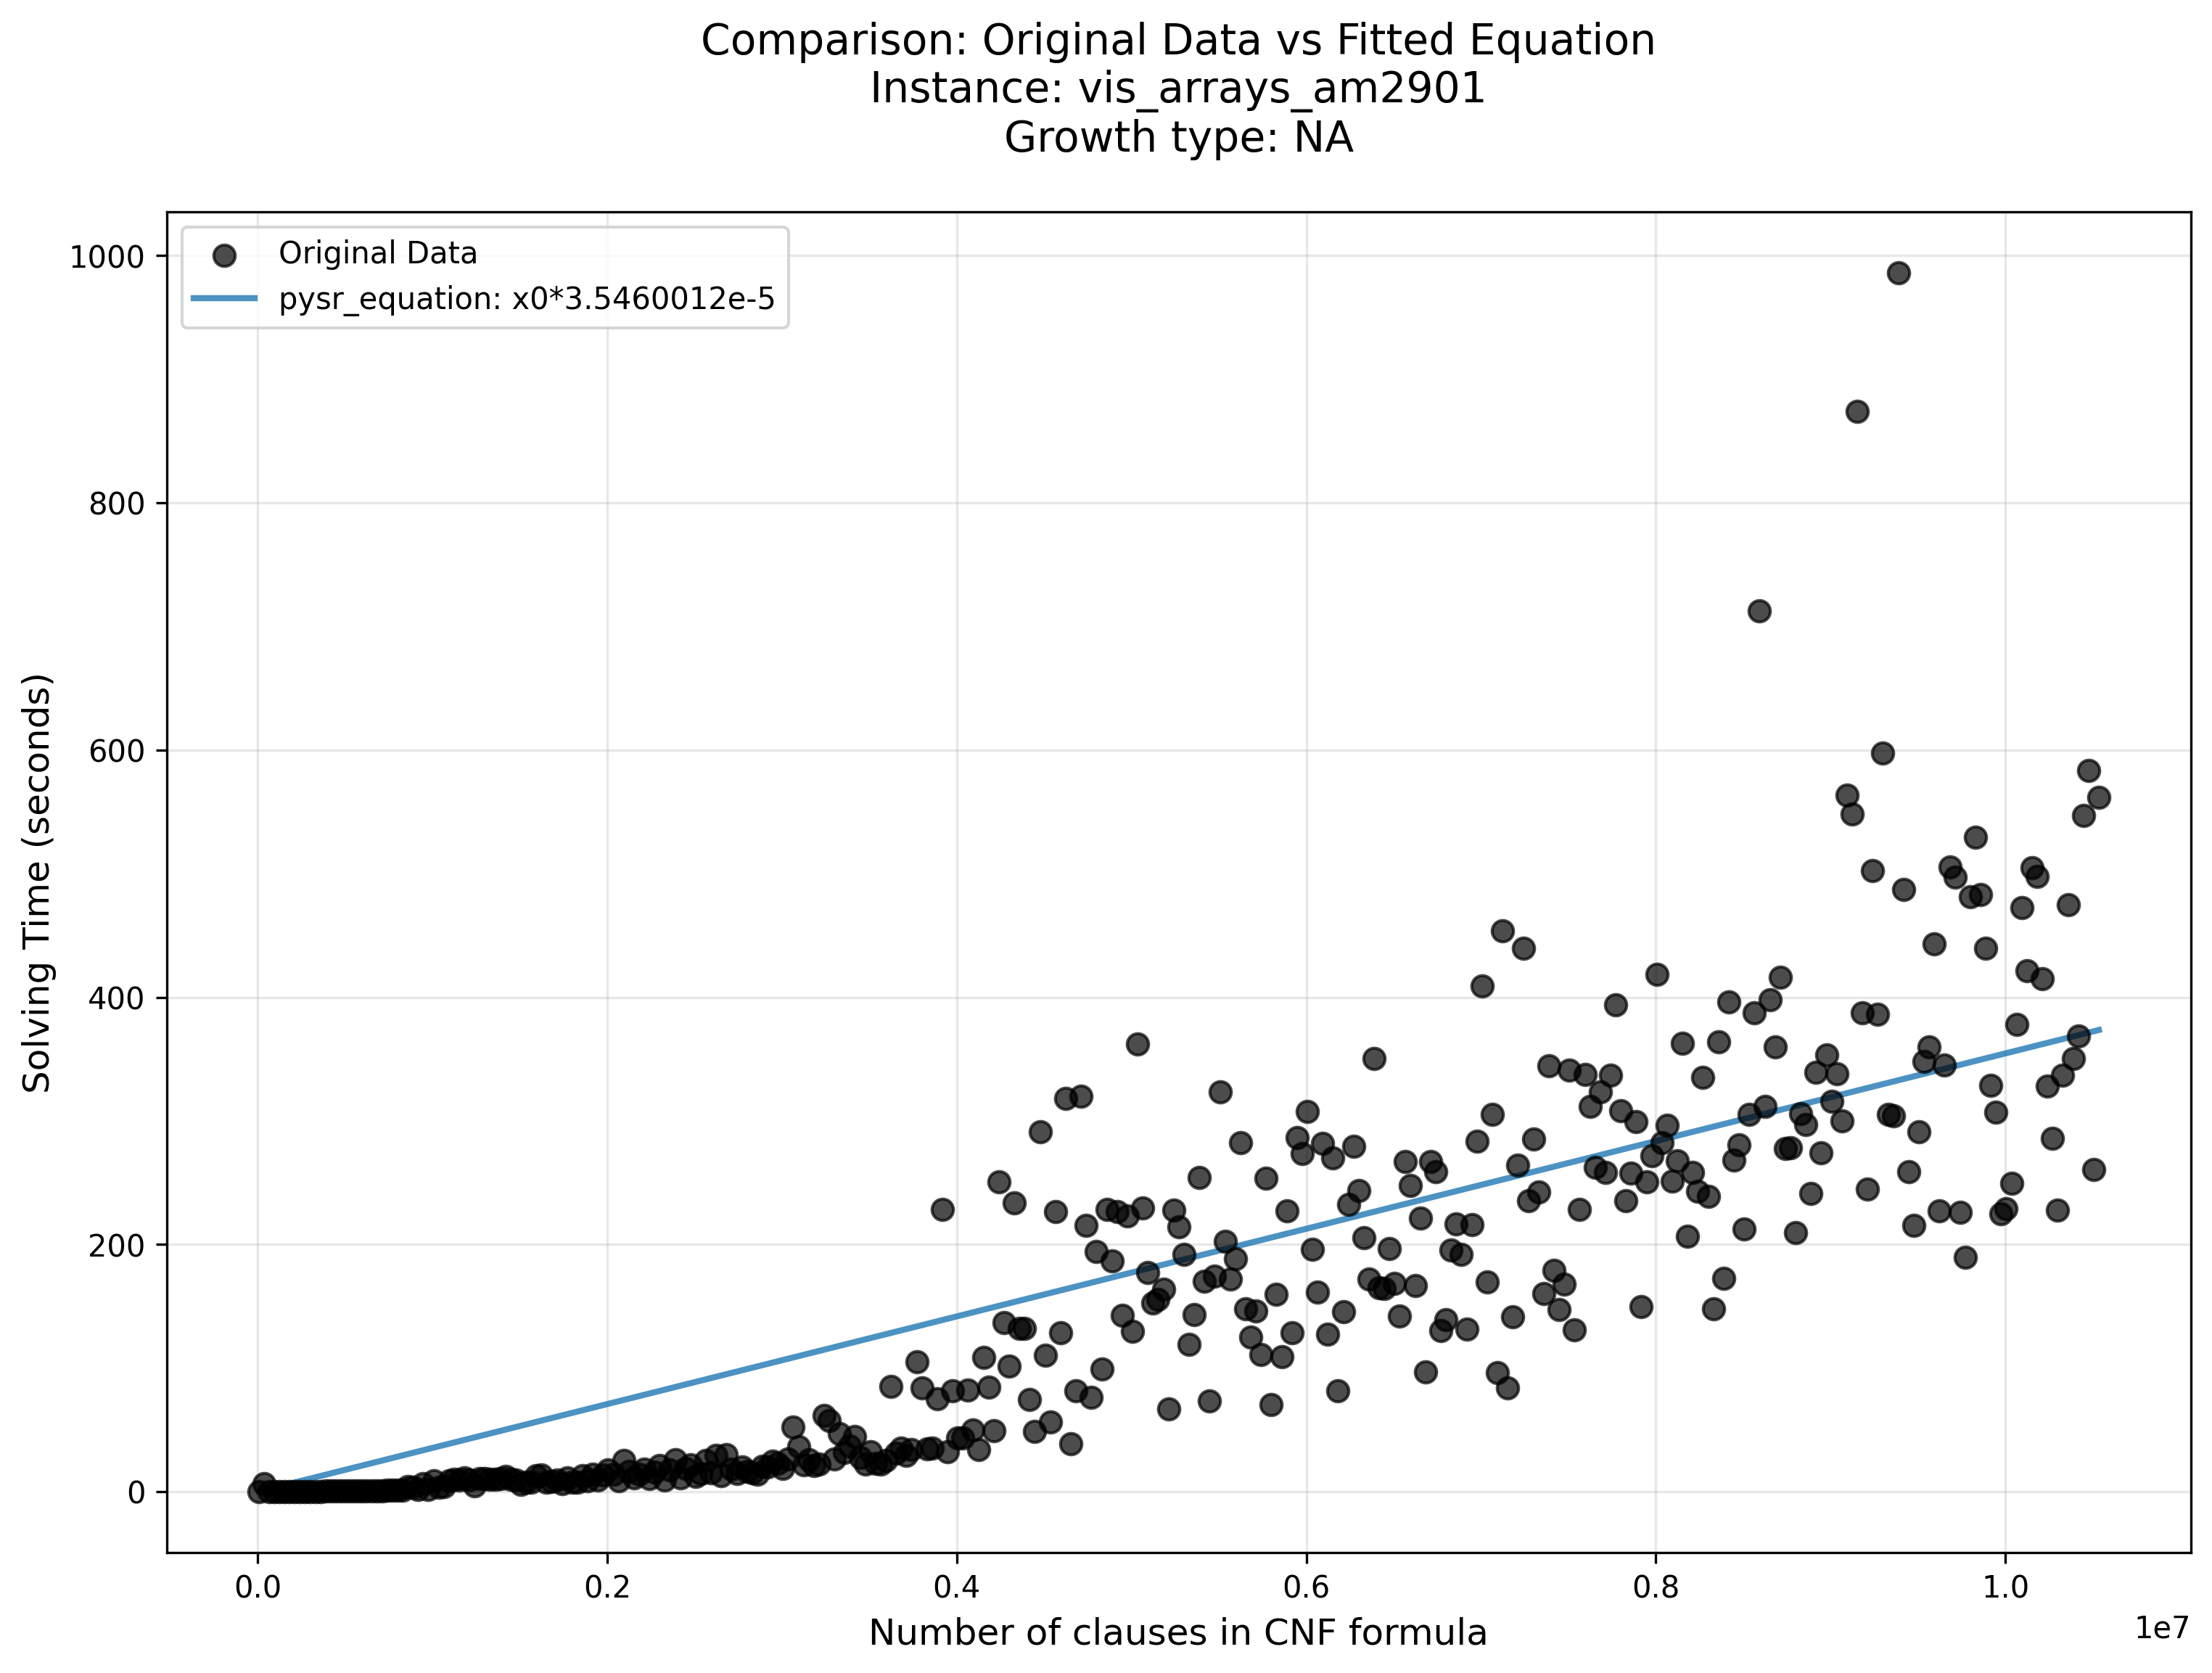 Comparison: Original Data vs Fitted Equation
Instance: vis_arrays_am2901
Growth type: NA
Original Data
pysr_equation: x0*3.5460012e-5
1000
800
600
400
200
0
Solving Time (seconds)
0.0 0.2 0.4 0.6 0.8 1.0
1e7
Number of clauses in CNF formula